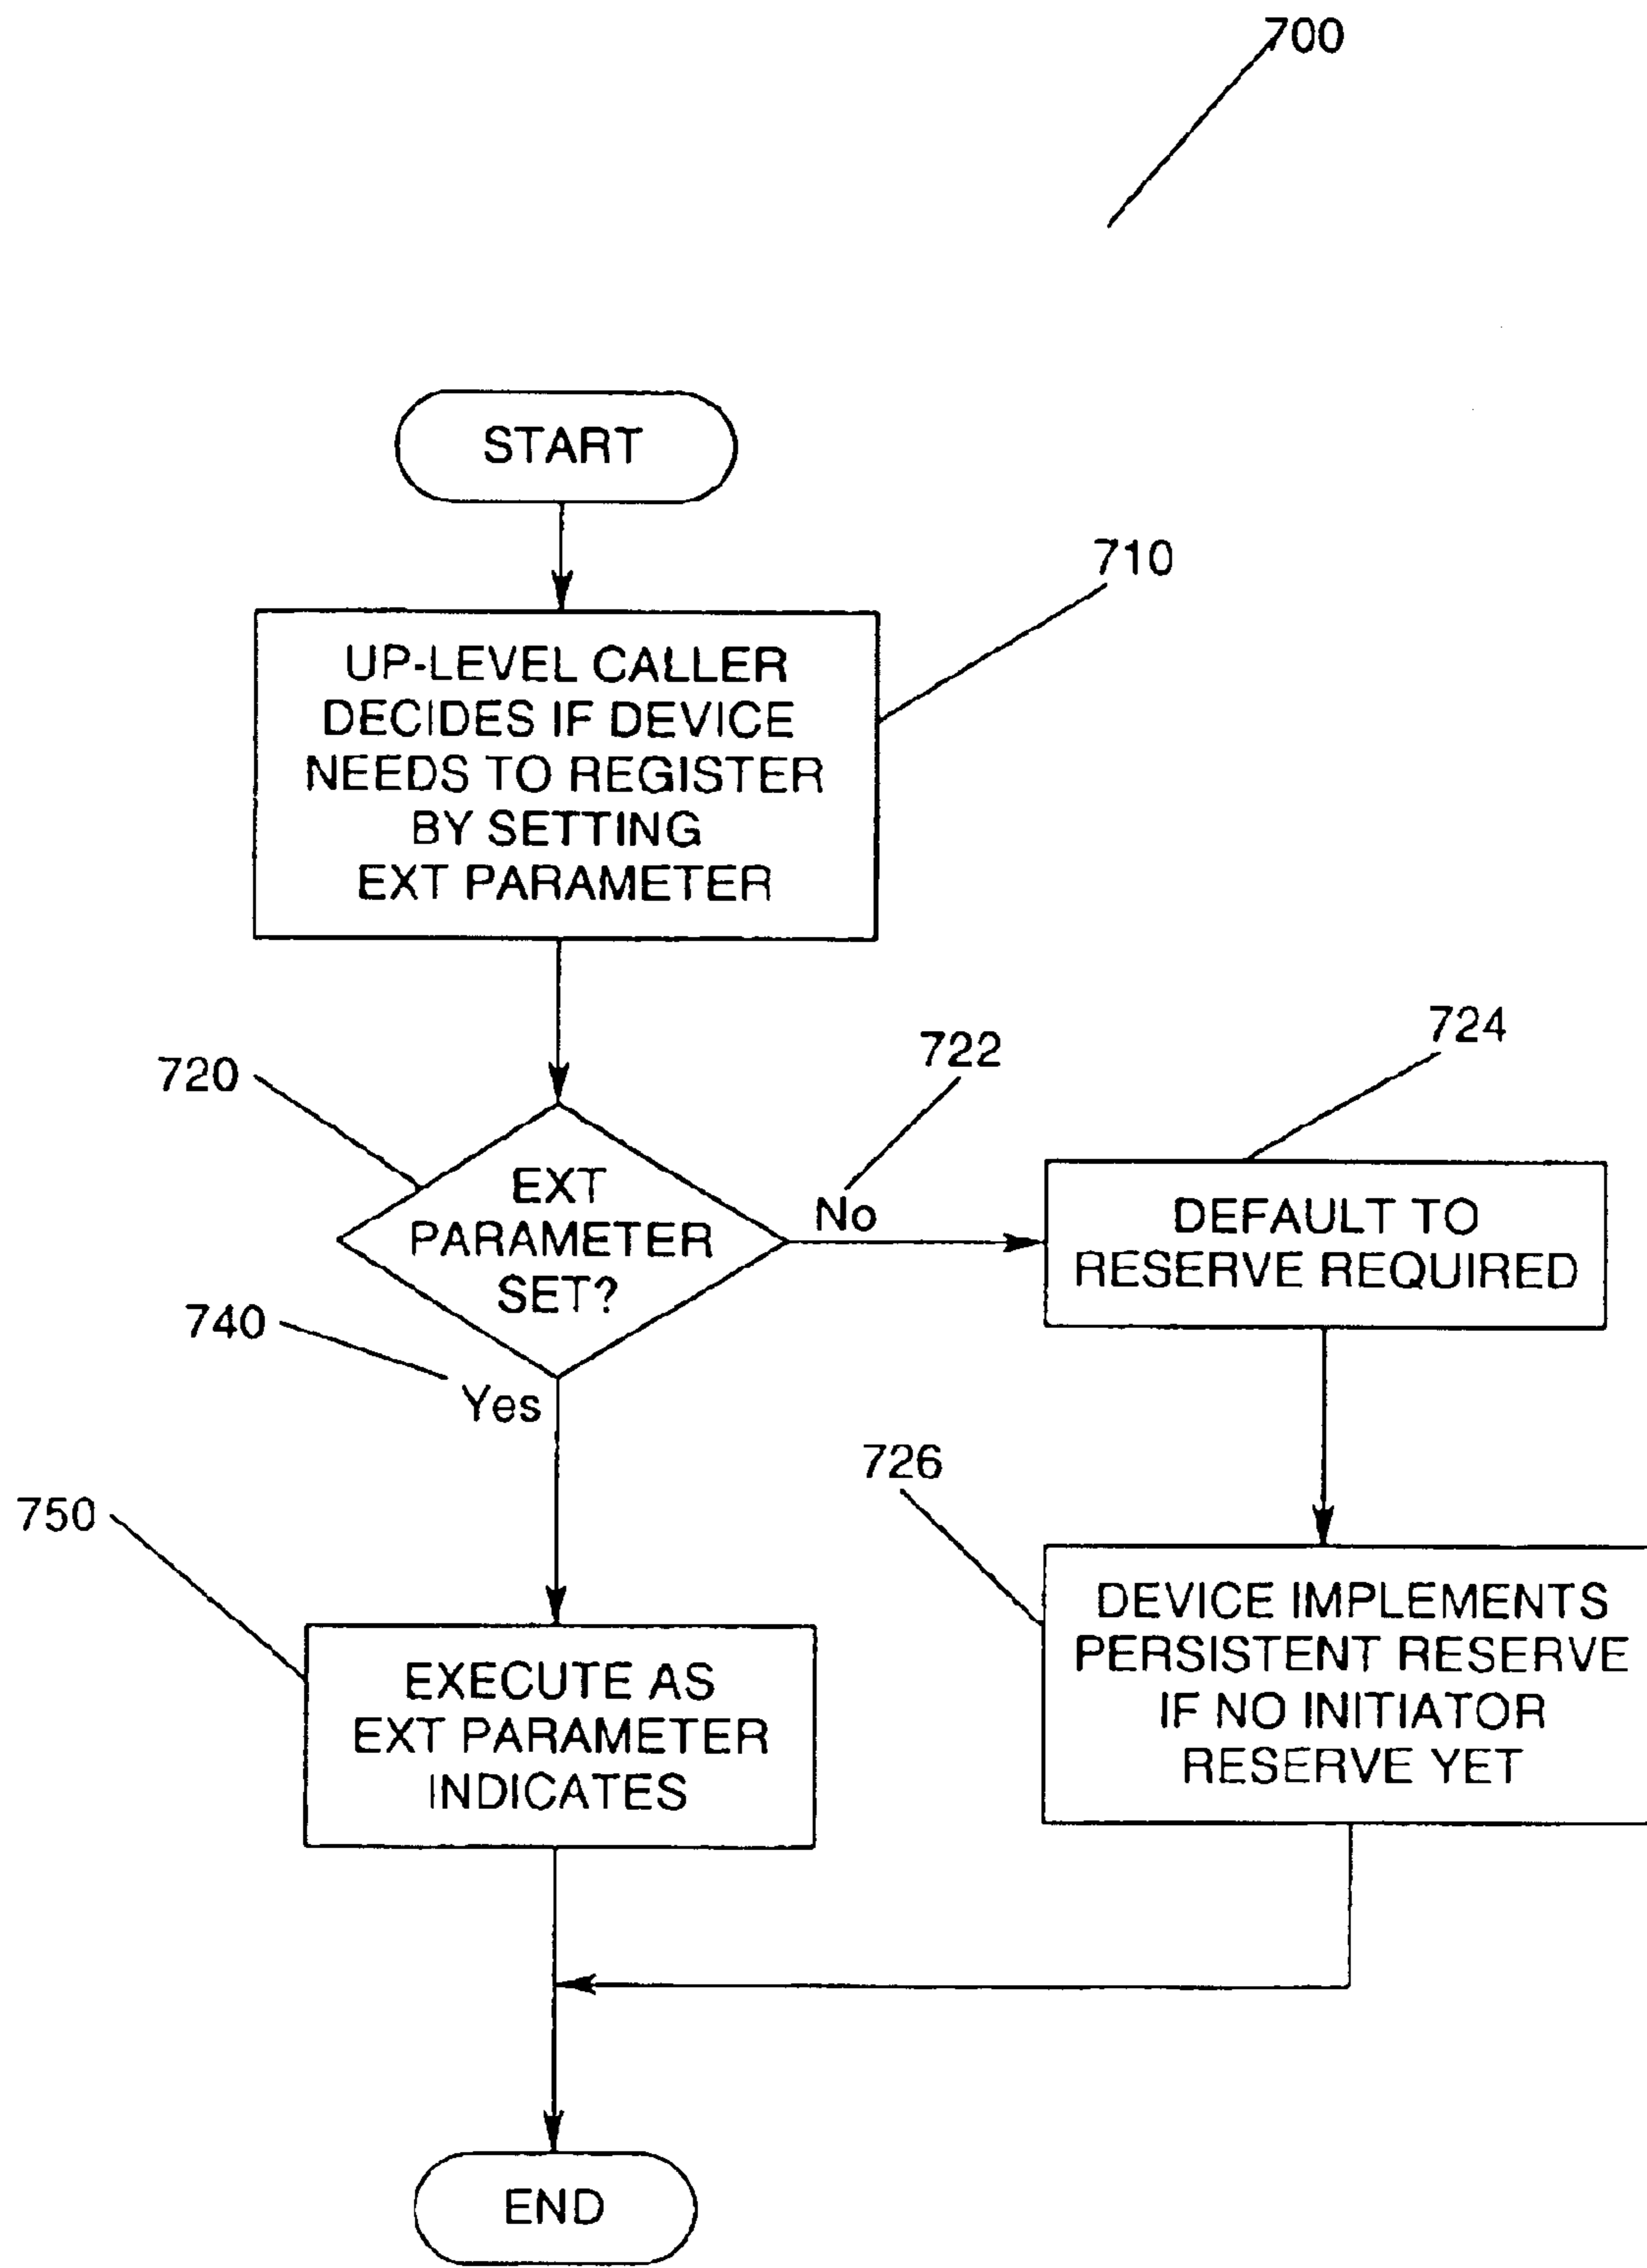 700
START
710
UP-LEVEL CALLER
DECIDES IF DEVICE
NEEDS TO REGISTER
BY SETTING
EXT PARAMETER
720
722
724
EXT
PARAMETER
SET?
No
DEFAULT TO
RESERVE REQUIRED
740
Yes
726
750
DEVICE IMPLEMENTS
PERSISTENT RESERVE
IF NO INITIATOR
RESERVE YET
EXECUTE AS
EXT PARAMETER
INDICATES
END